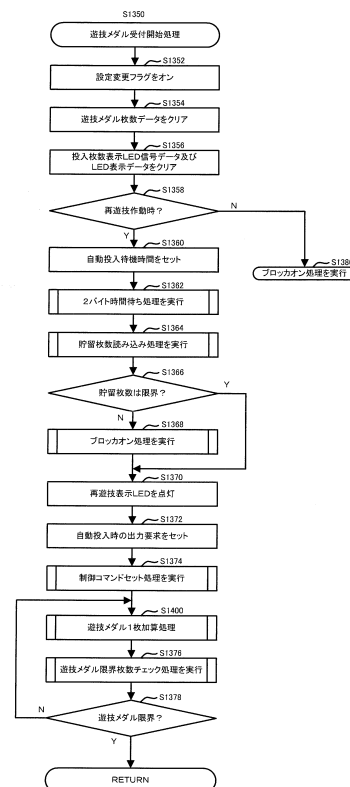 S1350
遊技メダル受付開始処理
S1352
設定変更フラグをオン
S1354
遊技メダル枚数データをクリア
S1356
投入枚数表示LED信号データ及び
LED表示データをクリア
S1358
再遊技作動時？
N
Y
S1360
自動投入待機時間をセット
S1380
ブロッカオン処理を実行
S1362
2バイト時間待ち処理を実行
S1364
貯留枚数読み込み処理を実行
S1366
貯留枚数は限界？
Y
N
S1368
ブロッカオン処理を実行
S1370
再遊技表示LEDを点灯
S1372
自動投入時の出力要求をセット
S1374
制御コマンドセット処理を実行
S1400
遊技メダル1枚加算処理
S1376
遊技メダル限界枚数チェック処理を実行
S1378
N
遊技メダル限界？
Y
RETURN